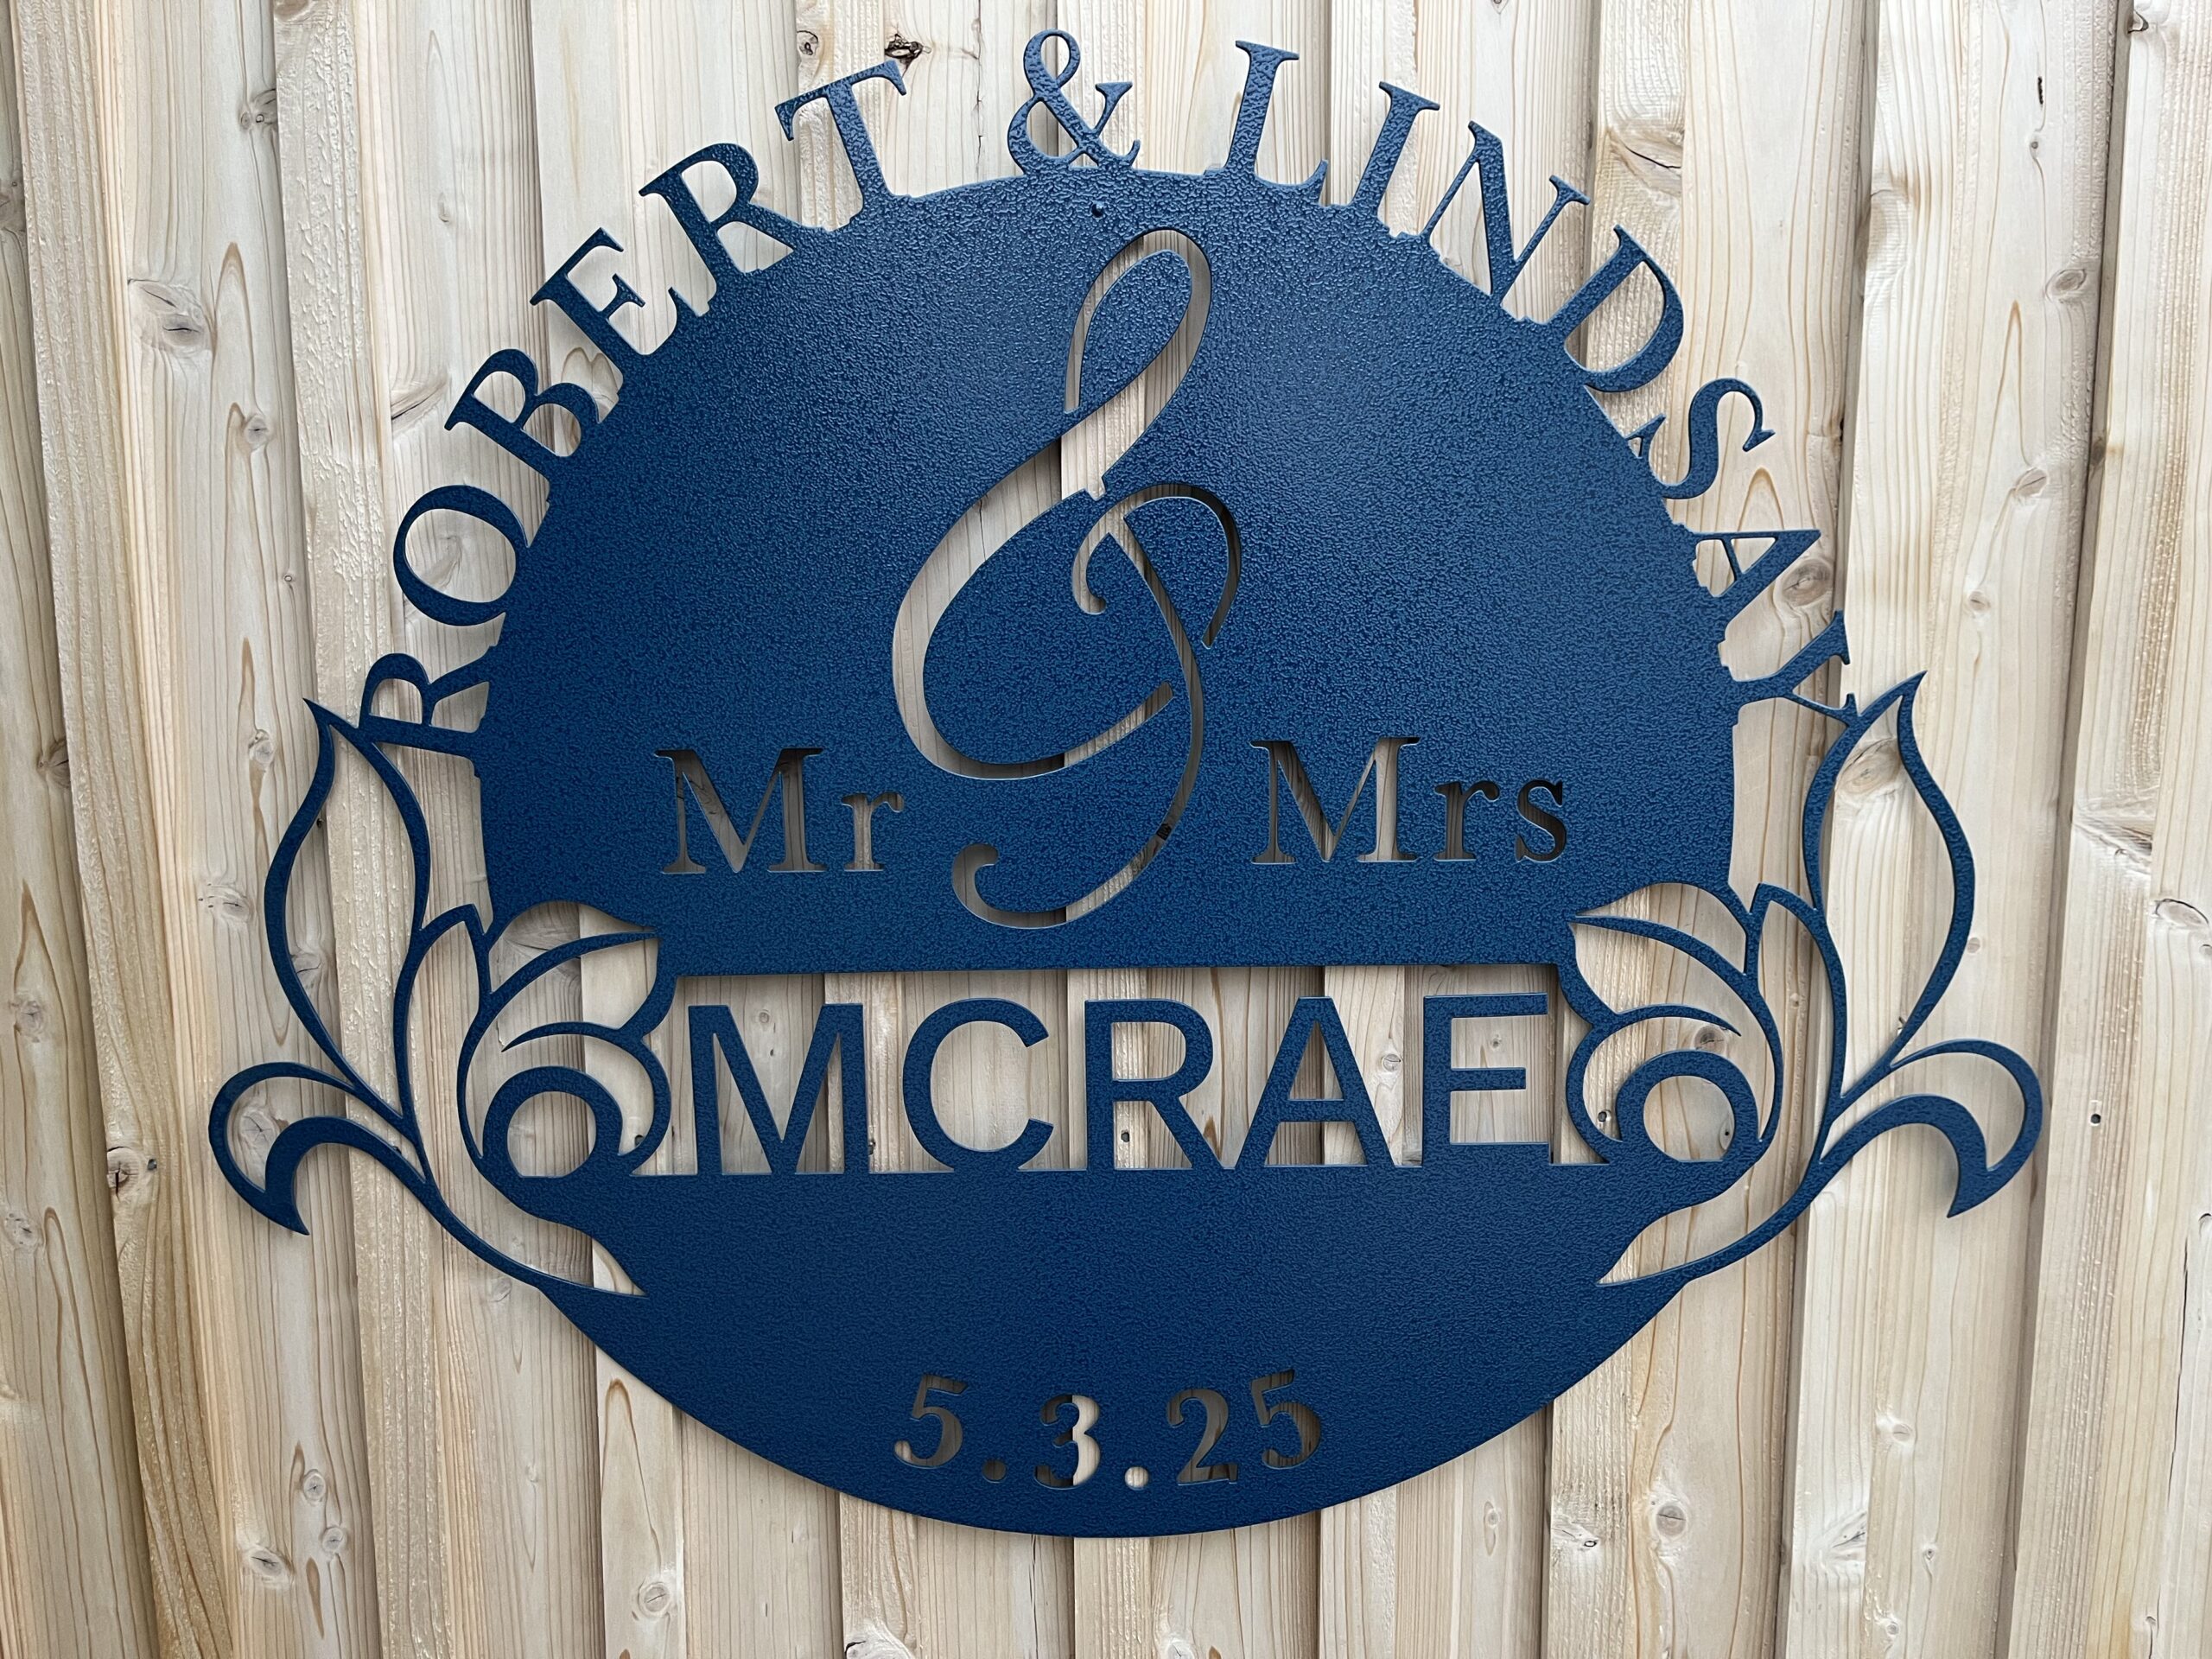 ROBERT & LINDSAY
Mr & Mrs
MCRAE
5.3.25